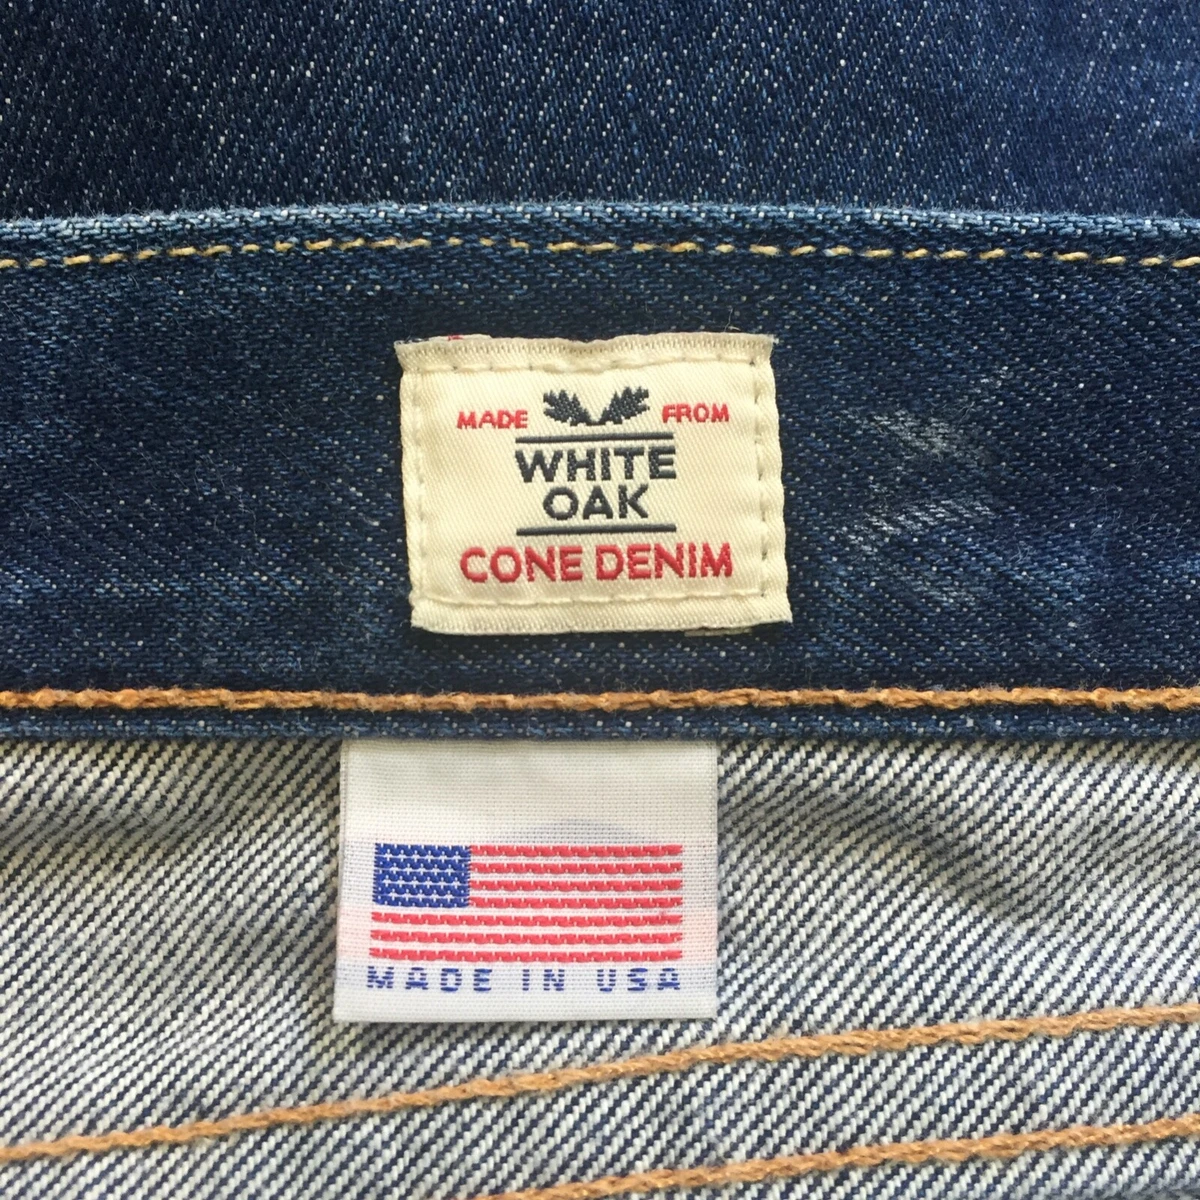 MADE FROM
WHITE
OAK
CONE DENIM
MADE IN USA